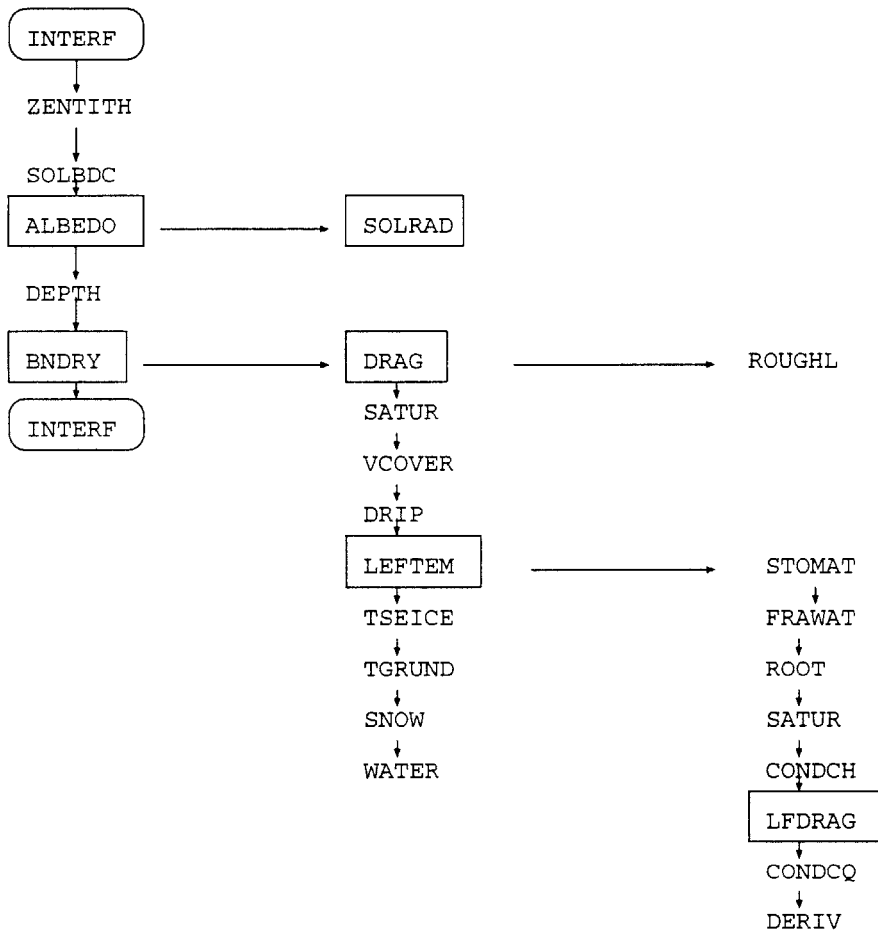 INTERF
ZENTITH
SOLBDC
ALBEDO SOLRAD
DEPTH
BNDRY DRAG ROUGHL
INTERF SATUR
VCOVER
DRIP
LEFTEM STOMAT
TSEICE FRAWAT
TGRUND ROOT
SNOW SATUR
WATER CONDCH
LFDRAG
CONDCQ
DERIV